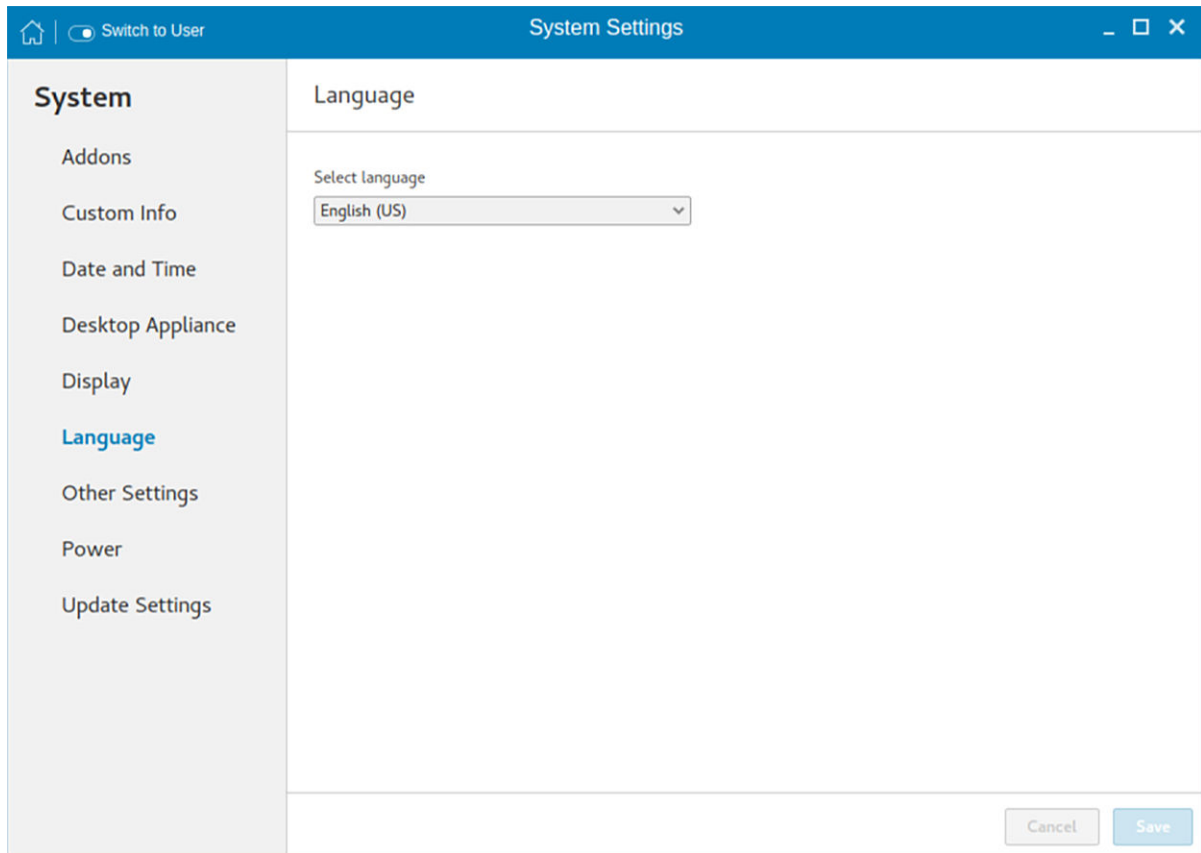 Switch to User
System Settings
System
Addons
Custom Info
Date and Time
Desktop Appliance
Display
Language
Other Settings
Power
Update Settings
Language
Select language
English (US)
Cancel
Save